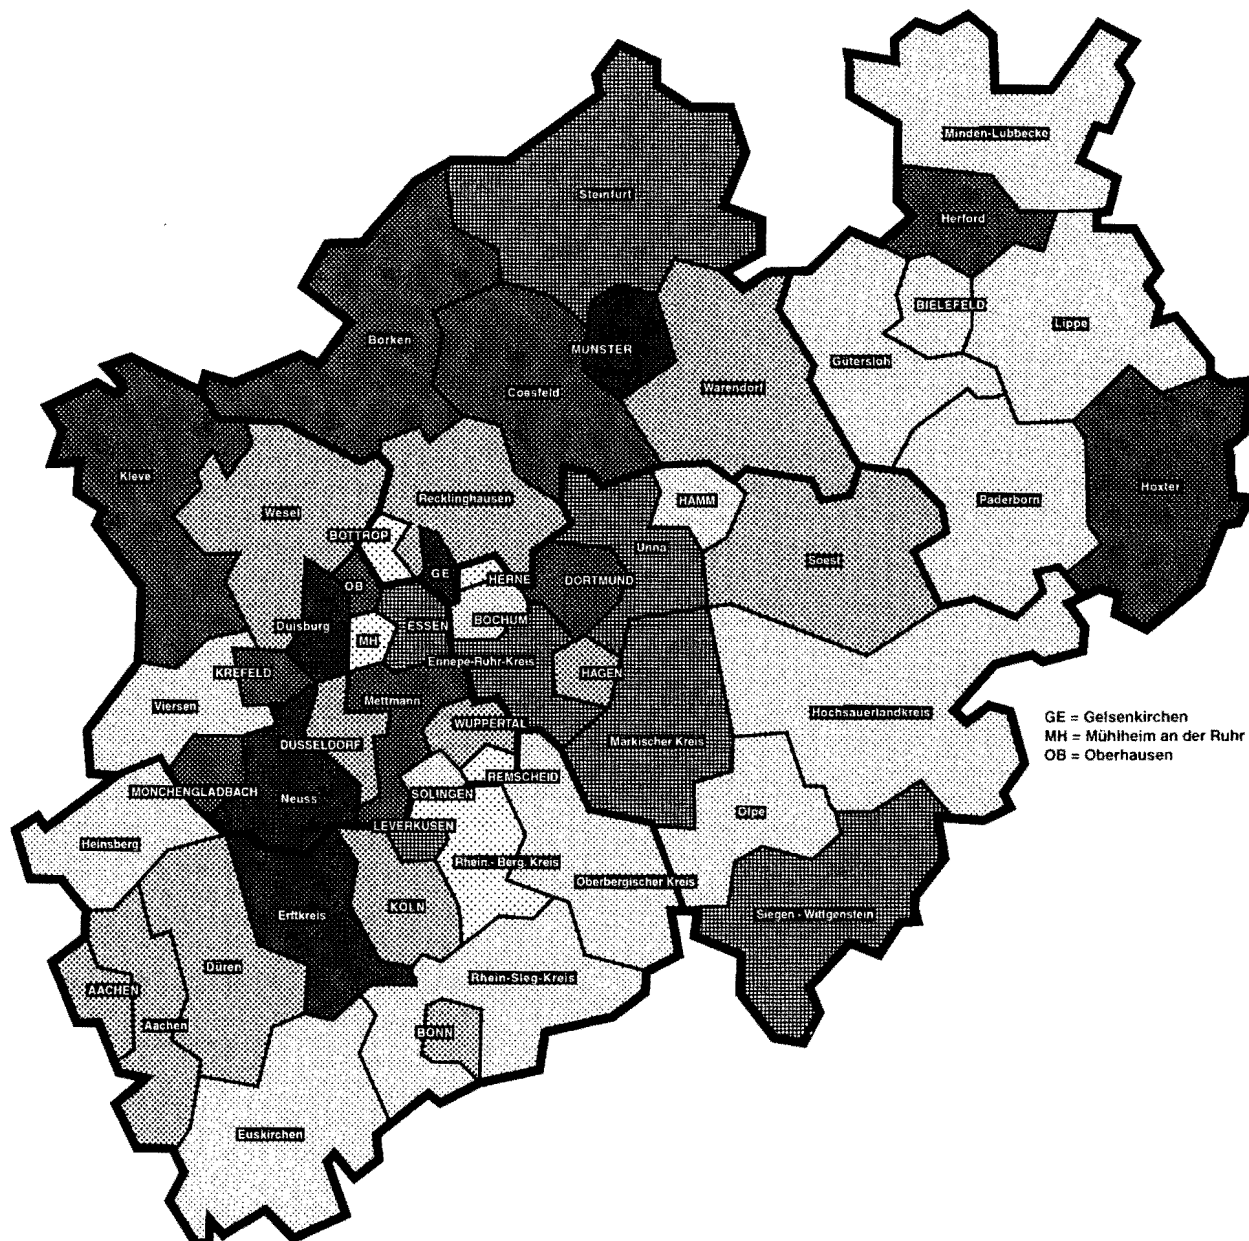 Minden-Lubbecke
Steinfurt
Herford
BIELEFELD
Lippe
Borken
MUNSTER
Gütersloh
Coesfeld
Warendorf
Kleve
Recklinghausen
Wesel
HAMM
Paderborn
Hoxter
BOTTROP
Unna
Soest
GE
HERNE
DORTMUND
OB
Duisburg
ESSEN
BOCHUM
MH
Ennepe-Ruhr-Kreis
HAGEN
KREFELD
Viersen
Mettmann
Hochsauerlandkreis
GE = Gelsenkirchen
WUPPERTAL
MH = Mühlheim an der Ruhr
DUSSELDORF
Markischer Kreis
OB = Oberhausen
REMSCHEID
MONCHENGLADBACH
Neuss
SOLINGEN
Olpe
LEVERKUSEN
Heinsberg
Rhein.- Berg. Kreis
Oberbergischer Kreis
KÖLN
Erftkreis
Siegen - Wittgenstein
Düren
Rhein-Sieg-Kreis
AACHEN
Aachen
BONN
Euskirchen